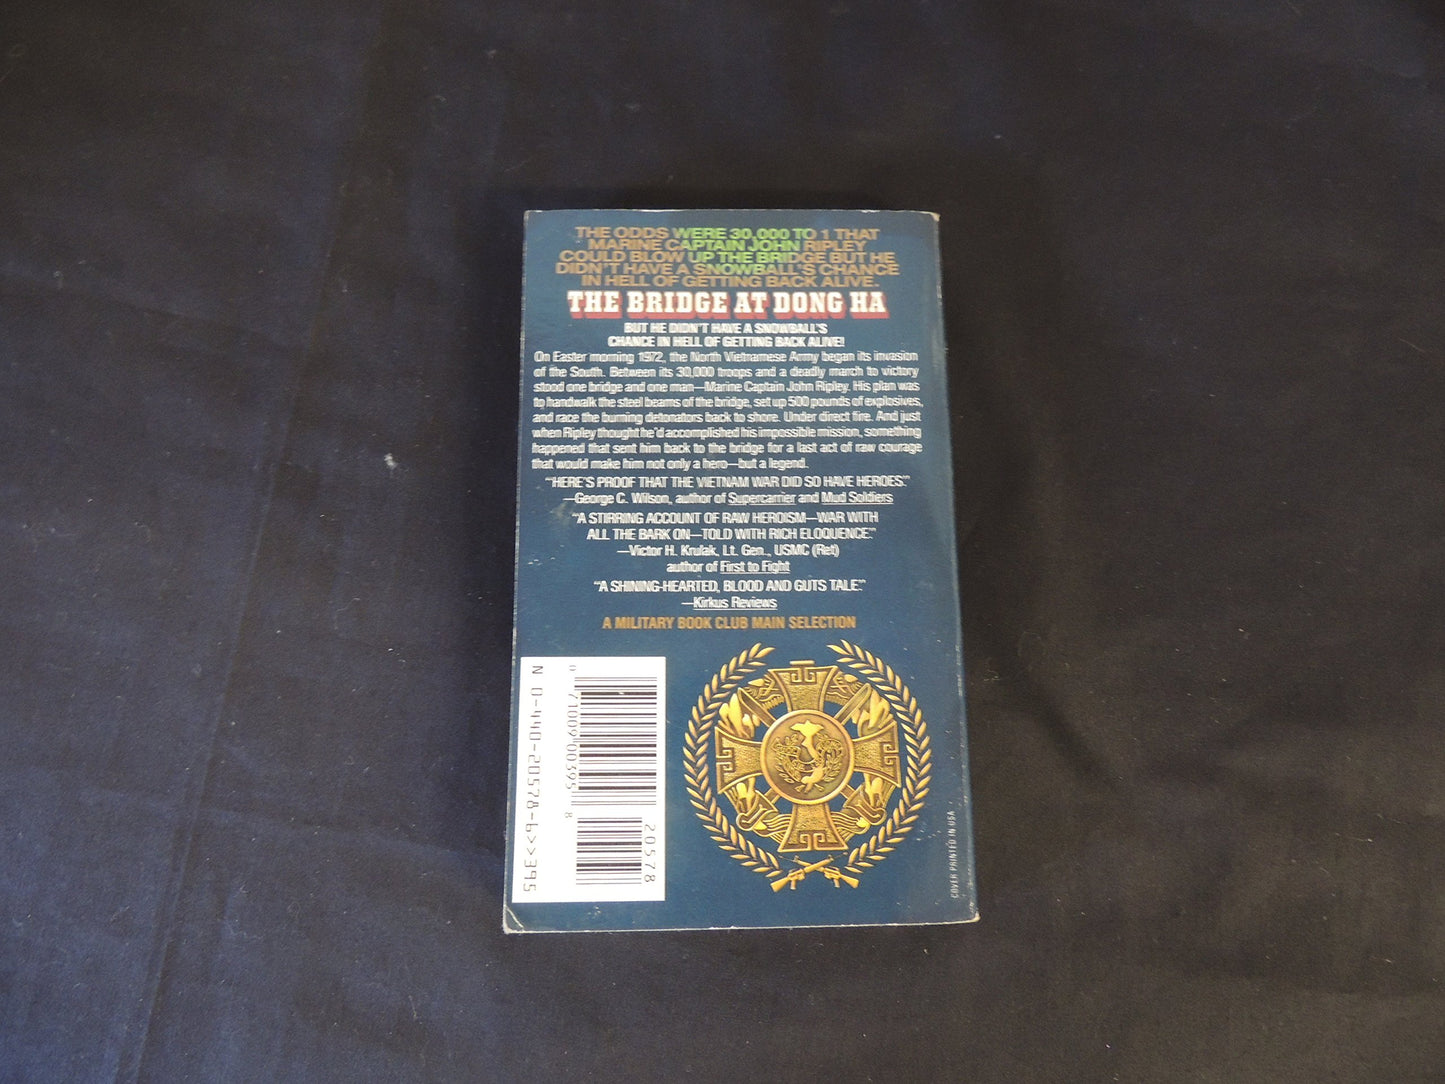 THE ODDS WERE 30,000 TO 1 THAT
MARINE CAPTAIN JOHN RIPLEY
COULD BLOW UP THE BRIDGE BUT HE
DIDN'T HAVE A SNOWBALL'S CHANCE
IN HELL OF GETTING BACK ALIVE.
THE BRIDGE AT DONG HA
BUT HE DIDN'T HAVE A SNOWBALL'S
CHANCE IN HELL OF GETTING BACK ALIVE!
On Easter morning 1972, the North Vietnamese Army began its invasion
of the South. Between its 30,000 troops and a deadly march to victory
stood one bridge and one man—Marine Captain John Ripley. His plan was
to handwalk the steel beams of the bridge, set up 500 pounds of explosives,
and race the burning detonators back to shore. Under direct fire. And just
when Ripley thought he'd accomplished his impossible mission, something
happened that sent him back to the bridge for a last act of raw courage
that would make him not only a hero—but a legend.
"HERE'S PROOF THAT THE VIETNAM WAR DID SO HAVE HEROES."
—George C. Wilson, author of Supercarrier and Mud Soldiers
"A STIRRING ACCOUNT OF RAW HEROISM—WAR WITH
ALL THE BARK ON—TOLD WITH RICH ELOQUENCE."
—Victor H. Krulak, Lt. Gen., USMC (Ret)
author of First to Fight
"A SHINING-HEARTED, BLOOD AND GUTS TALE."
—Kirkus Reviews
A MILITARY BOOK CLUB MAIN SELECTION
0 71009 00395 8
20578
N 0-440-20578-6>>395
COVER PRINTED IN USA